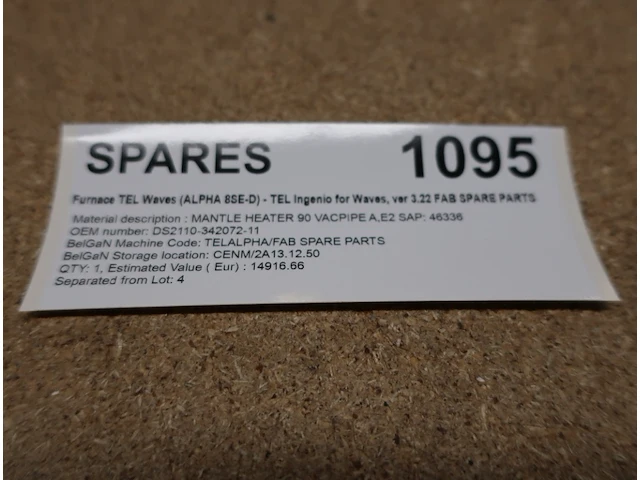 SPARES 1095
Furnace TEL Waves (ALPHA 8SE-D) - TEL Ingenio for Waves, ver 3.22 FAB SPARE PARTS
Material description : MANTLE HEATER 90 VACPIPE A,E2 SAP: 46336
OEM number: DS2110-342072-11
BelGaN Machine Code: TELALPHA/FAB SPARE PARTS
BelGaN Storage location: CENM/2A13.12.50
QTY: 1, Estimated Value ( Eur) : 14916.66
Separated from Lot: 4